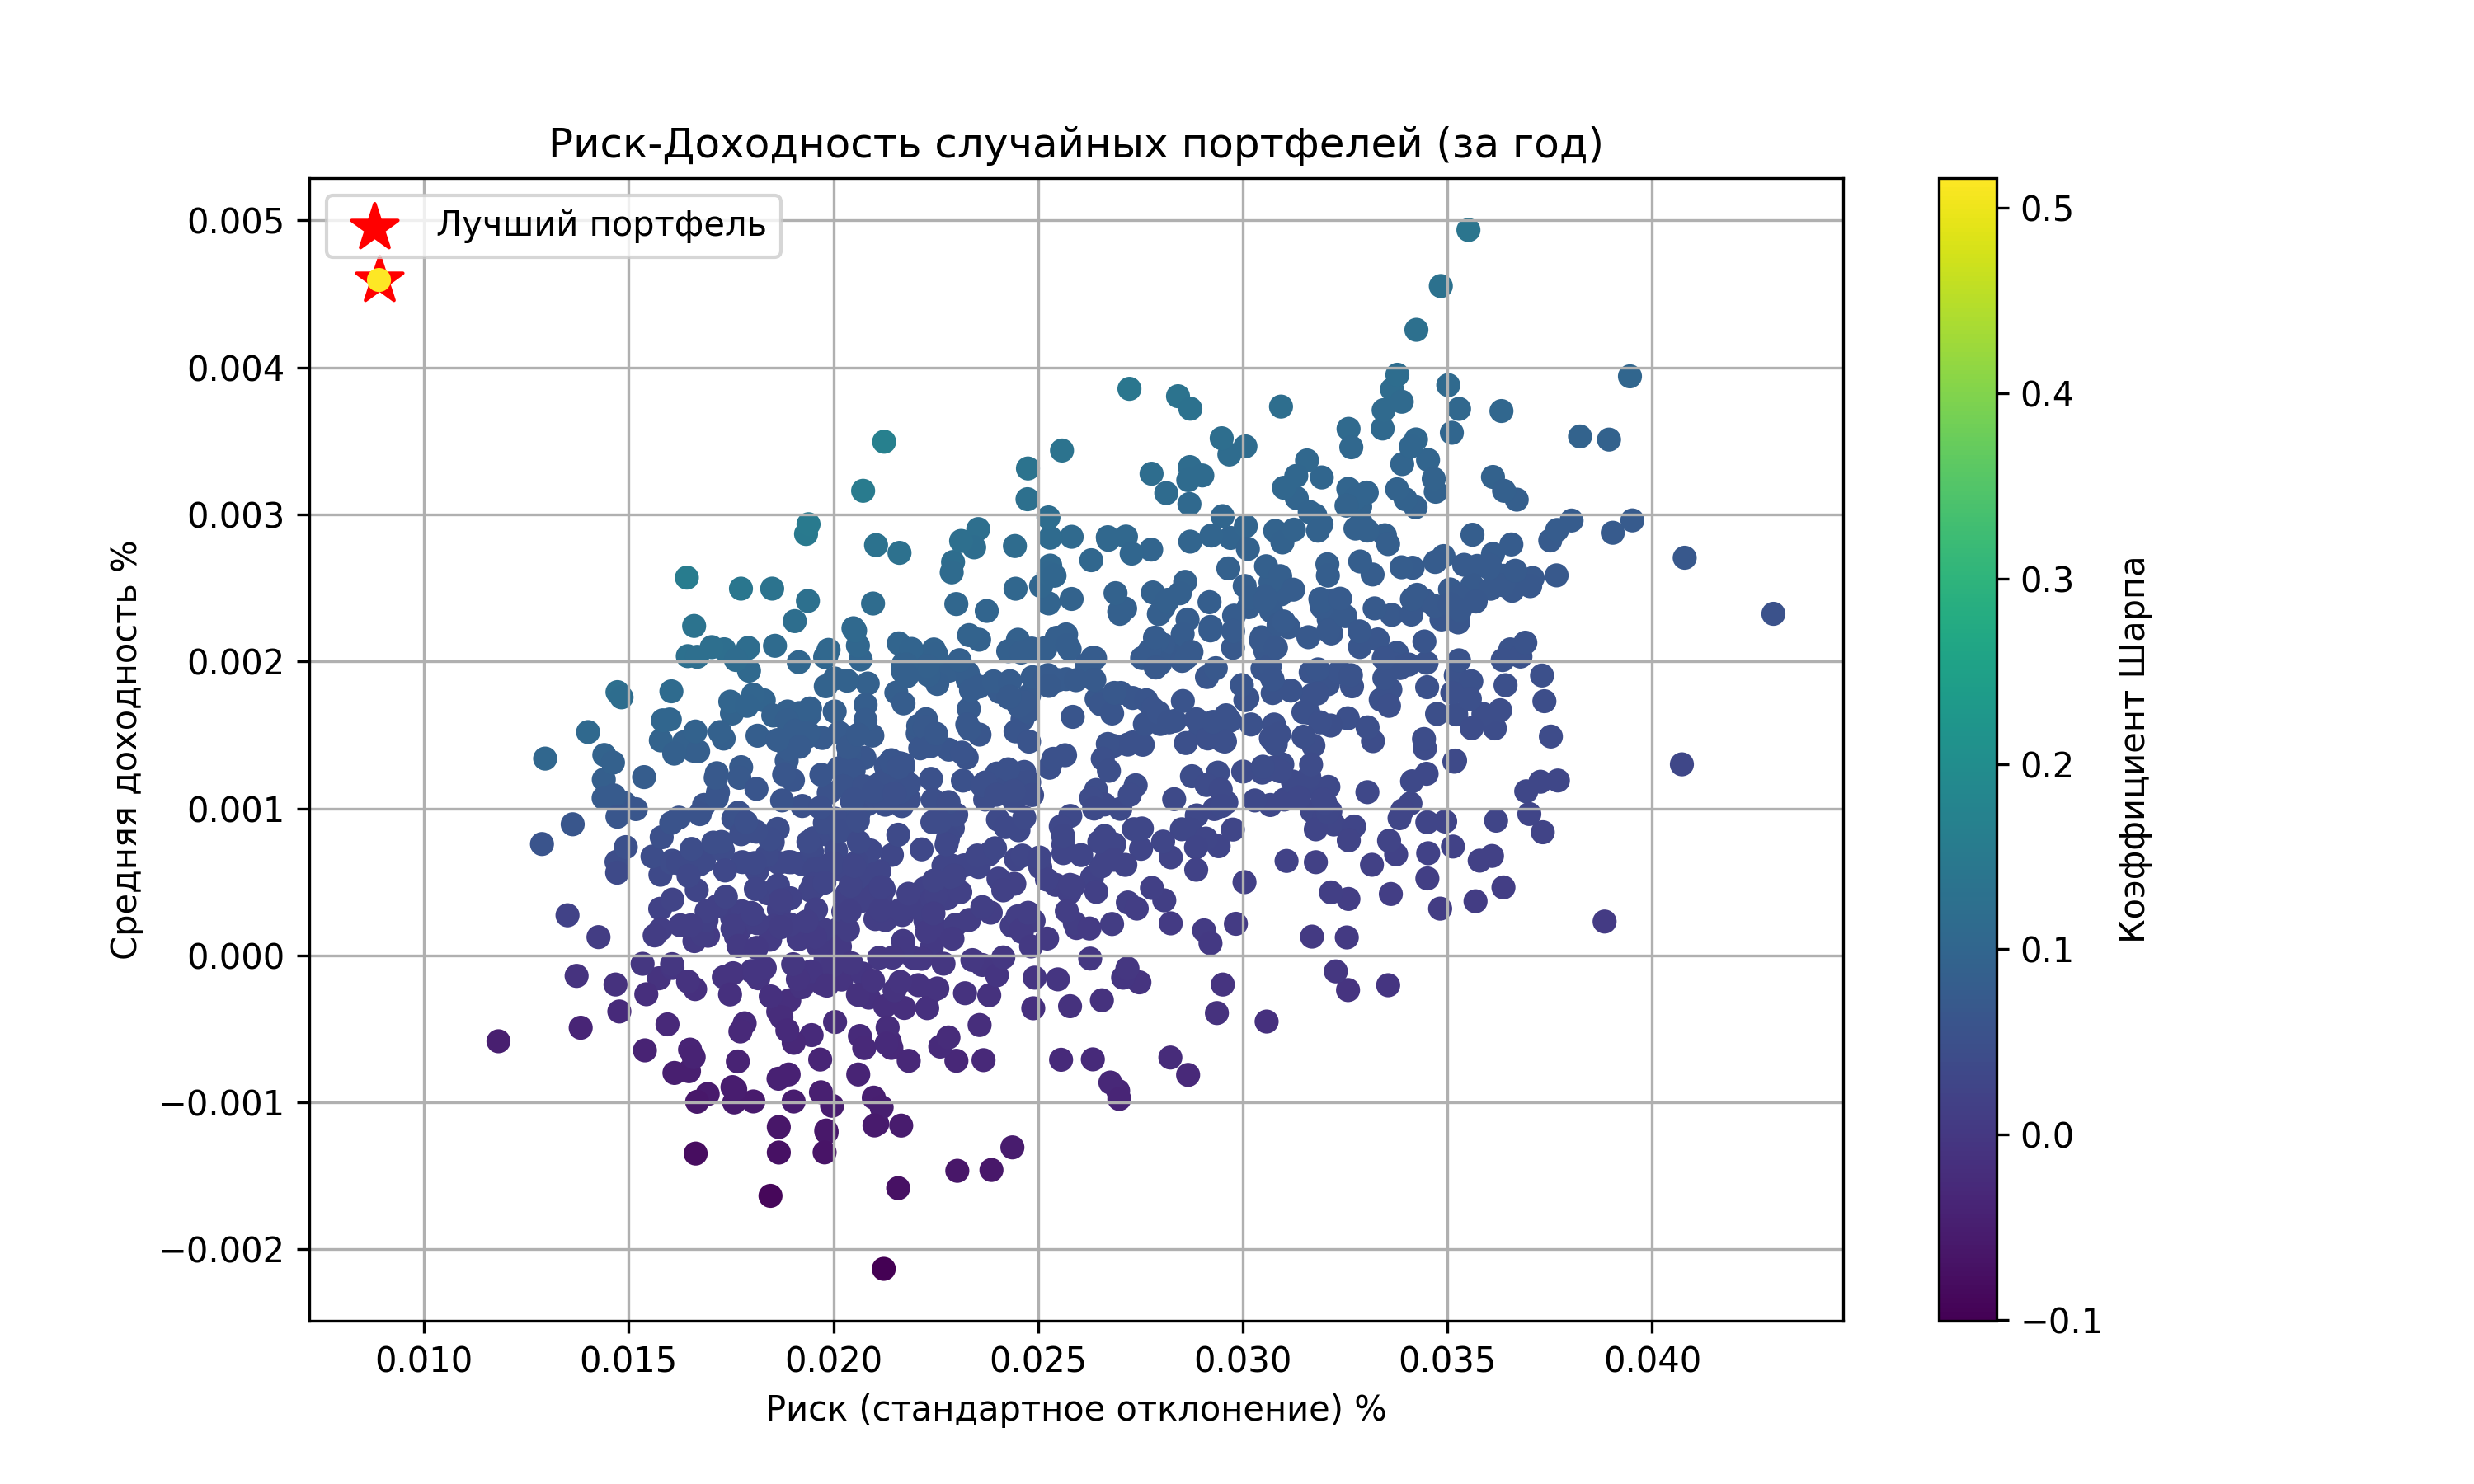 Риск-Доходность случайных портфелей (за год)
Лучший портфель
Средняя доходность %
0.005
0.004
0.003
0.002
0.001
0.000
−0.001
−0.002
0.010 0.015 0.020 0.025 0.030 0.035 0.040
Риск (стандартное отклонение) %
0.5
0.4
0.3
0.2
0.1
0.0
−0.1
Коэффициент Шарпа